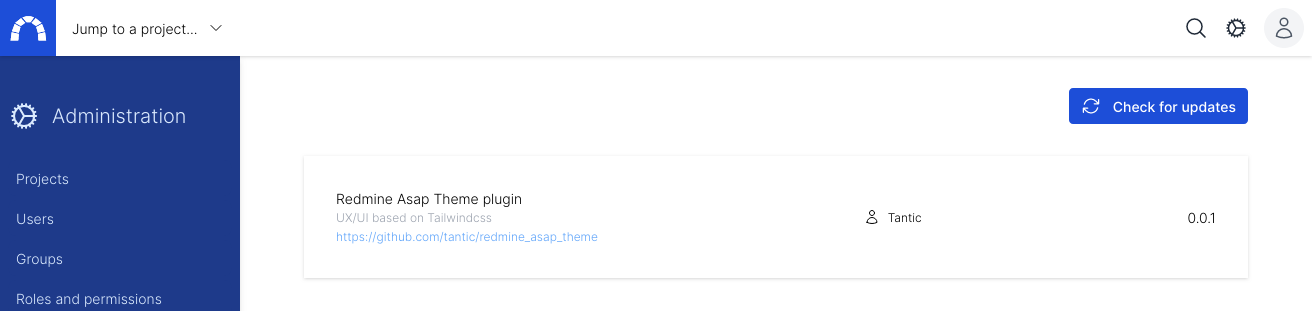 Jump to a project...
Administration
Projects
Users
Groups
Roles and permissions
Check for updates
Redmine Asap Theme plugin
UX/UI based on Tailwindcss
https://github.com/tantic/redmine_asap_theme
Tantic
0.0.1